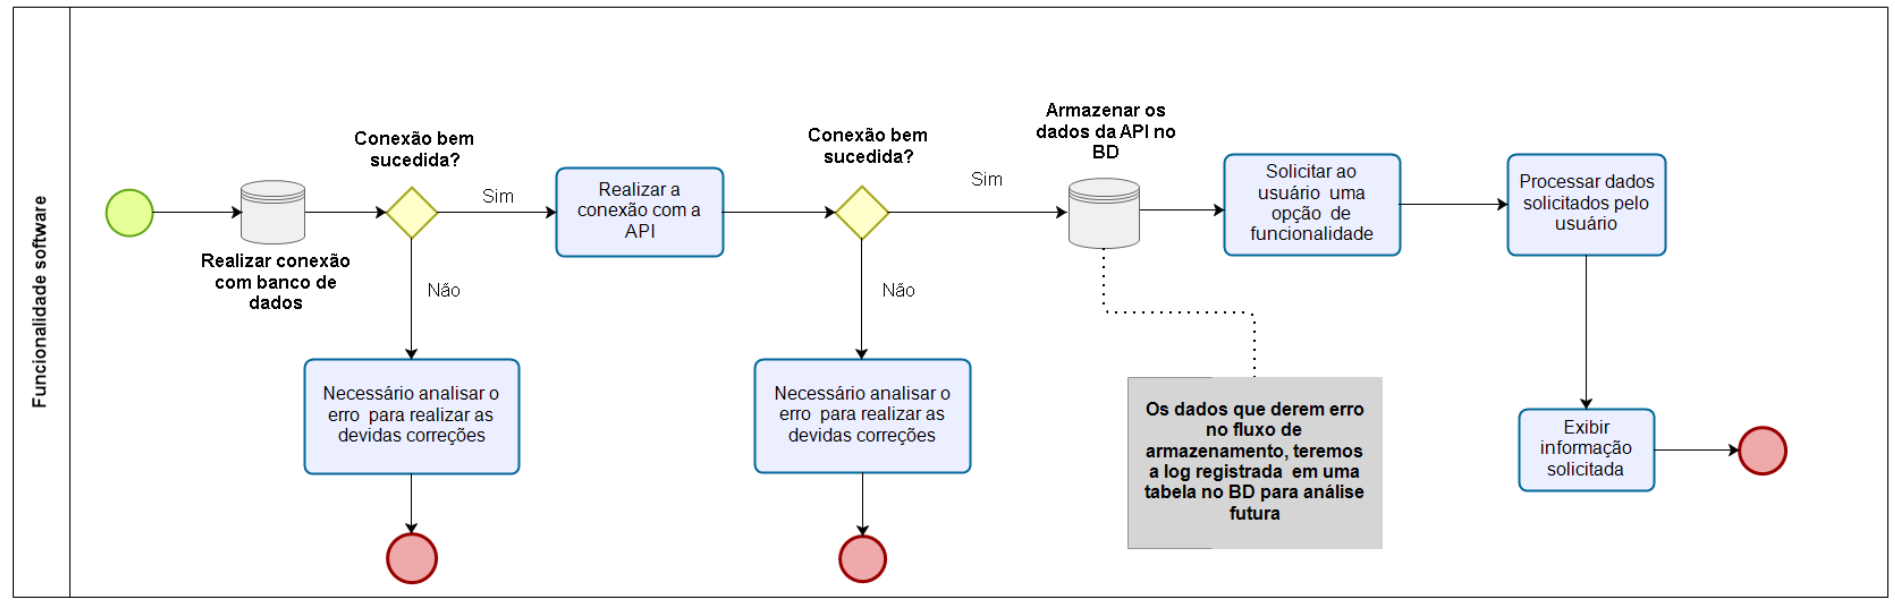 Funcionalidade software
Realizar conexão
com banco de
dados
Conexão bem
sucedida?
Sim
Não
Necessário analisar o
erro  para realizar as
devidas correções
Realizar a
conexão com a
API
Conexão bem
sucedida?
Sim
Não
Necessário analisar o
erro  para realizar as
devidas correções
Armazenar os
dados da API no
BD
Os dados que derem erro
no fluxo de
armazenamento, teremos
a log registrada  em uma
tabela no BD para análise
futura
Solicitar ao
usuário  uma
opção  de
funcionalidade
Processar dados
solicitados pelo
usuário
Exibir
informação
solicitada